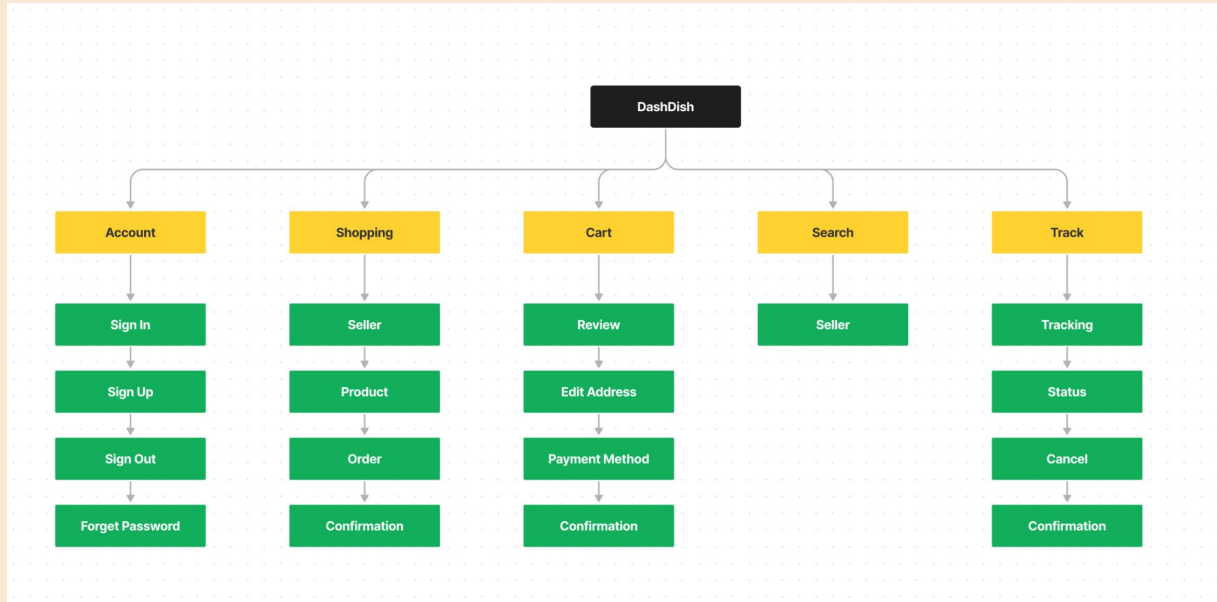 DashDish
Account
Shopping
Cart
Search
Track
Sign In
Seller
Review
Seller
Tracking
Sign Up
Product
Edit Address
Status
Sign Out
Order
Payment Method
Cancel
Forget Password
Confirmation
Confirmation
Confirmation